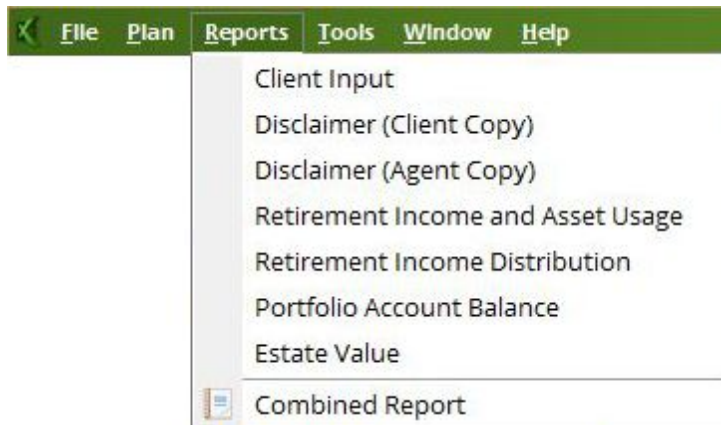 File Plan Reports Tools Window Help
Client Input
Disclaimer (Client Copy)
Disclaimer (Agent Copy)
Retirement Income and Asset Usage
Retirement Income Distribution
Portfolio Account Balance
Estate Value
Combined Report